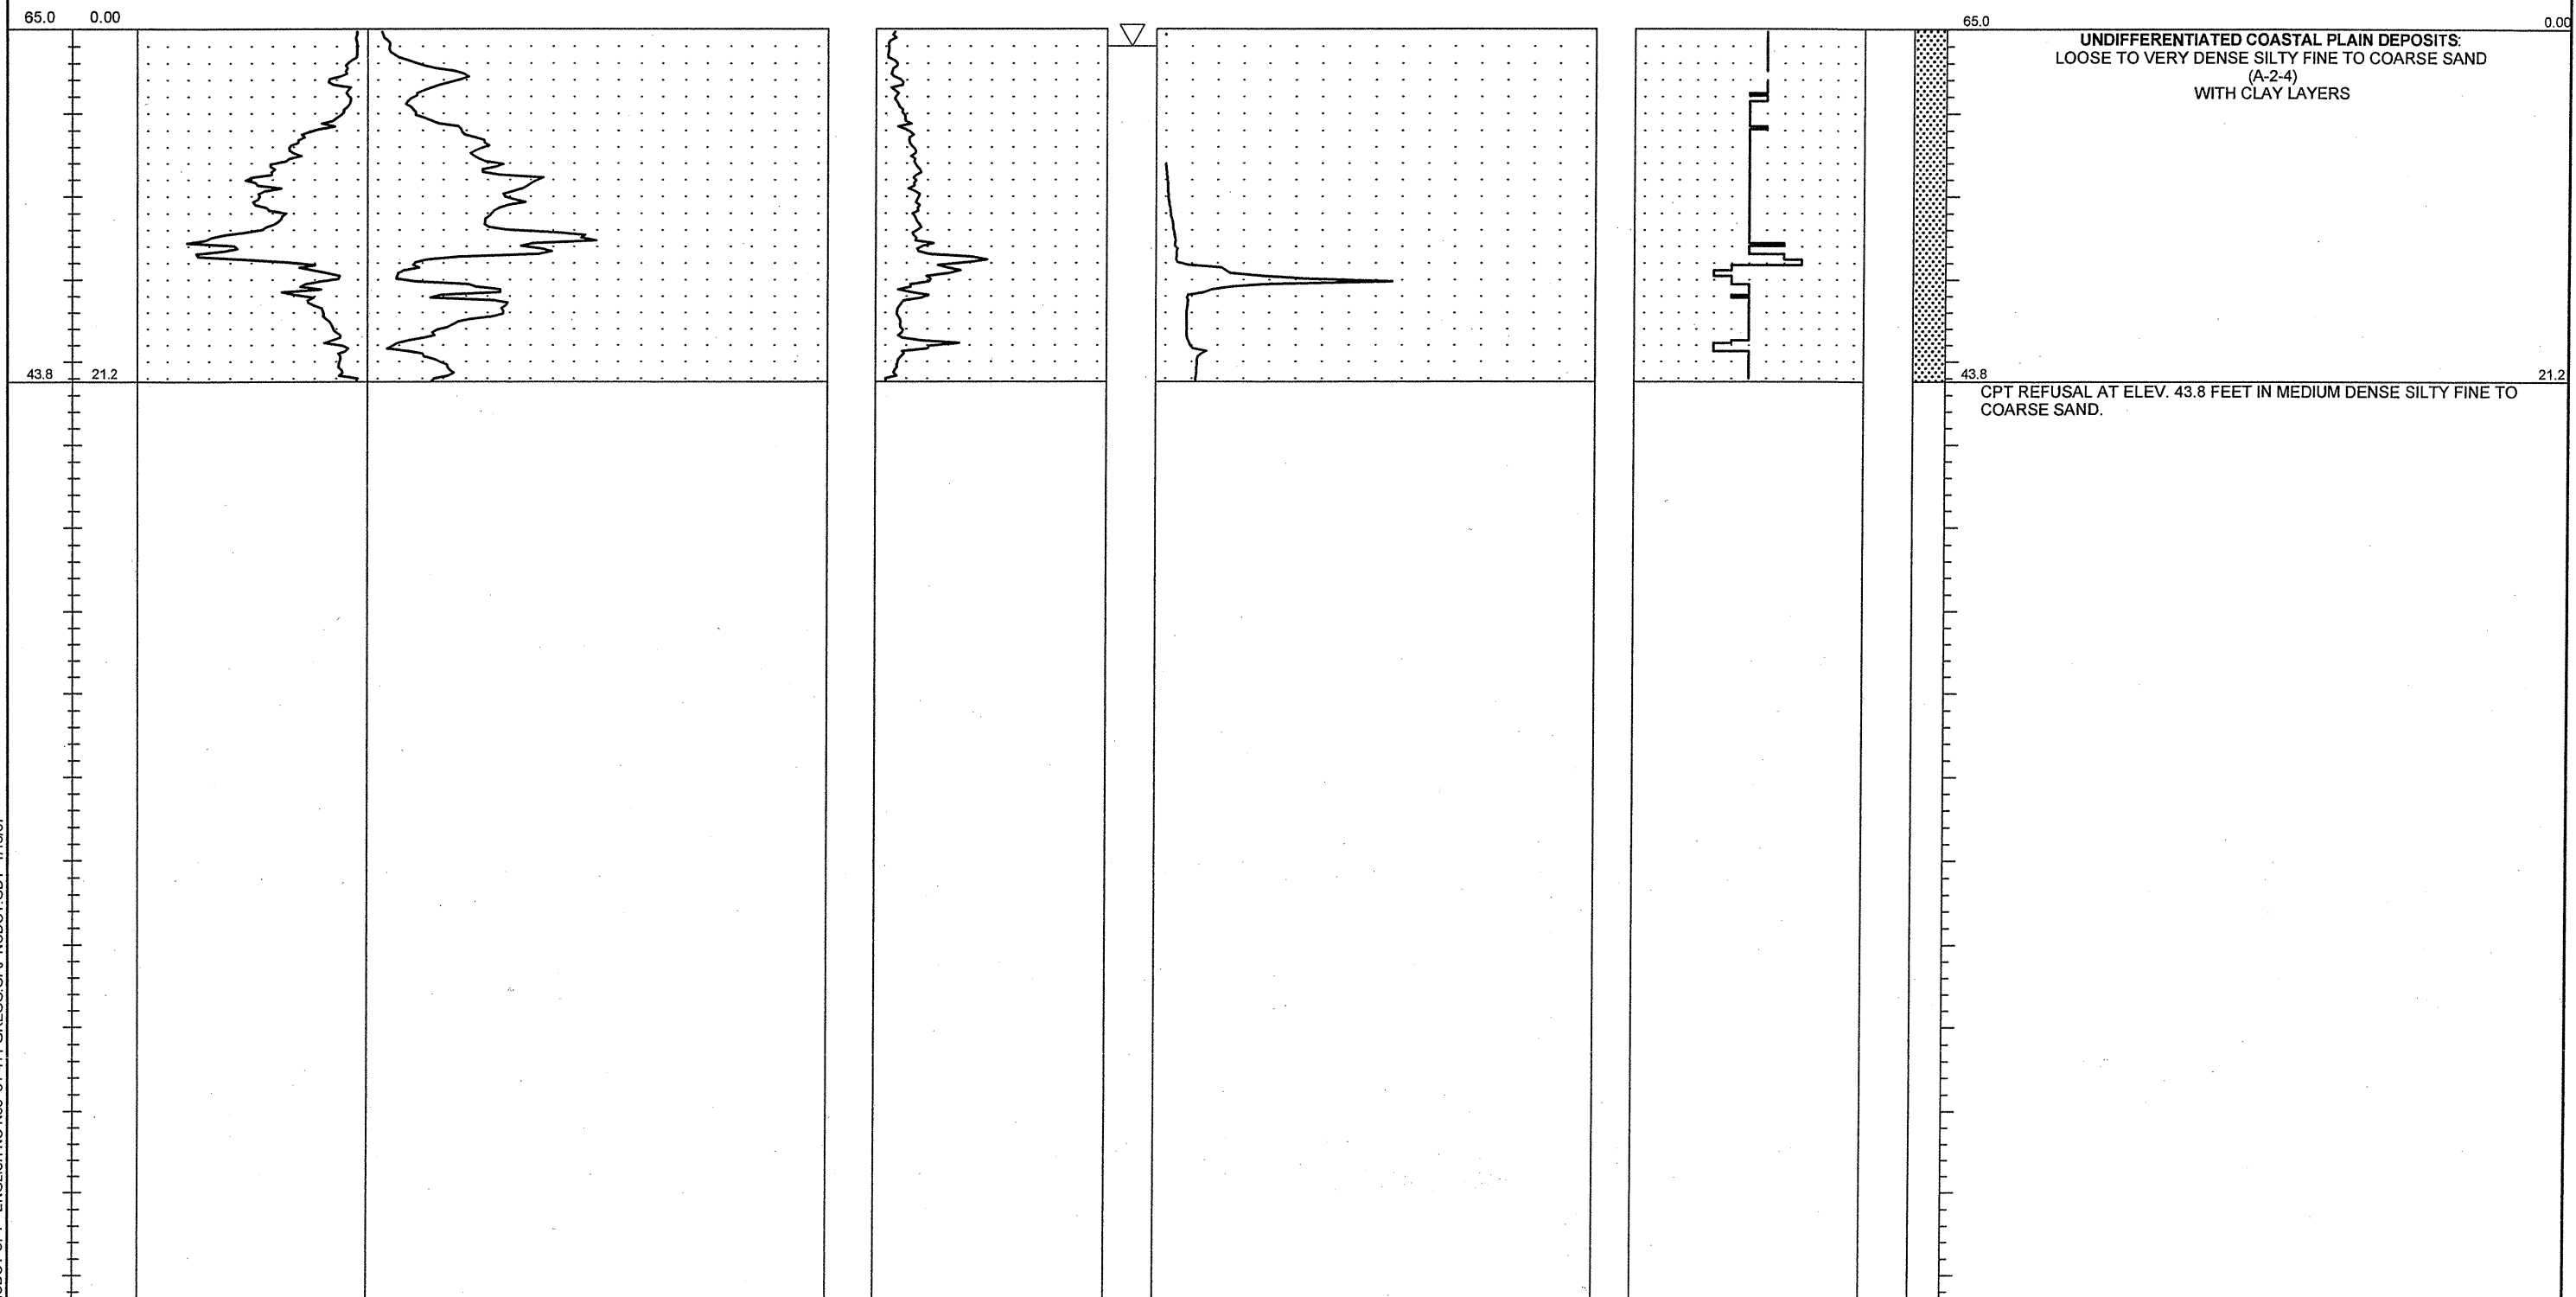 65.0 0.00
65.0 0.00
UNDIFFERENTIATED COASTAL PLAIN DEPOSITS:
LOOSE TO VERY DENSE SILTY FINE TO COARSE SAND
(A-2-4)
WITH CLAY LAYERS
43.8 21.2
43.8 21.2
CPT REFUSAL AT ELEV. 43.8 FEET IN MEDIUM DENSE SILTY FINE TO
COARSE SAND.